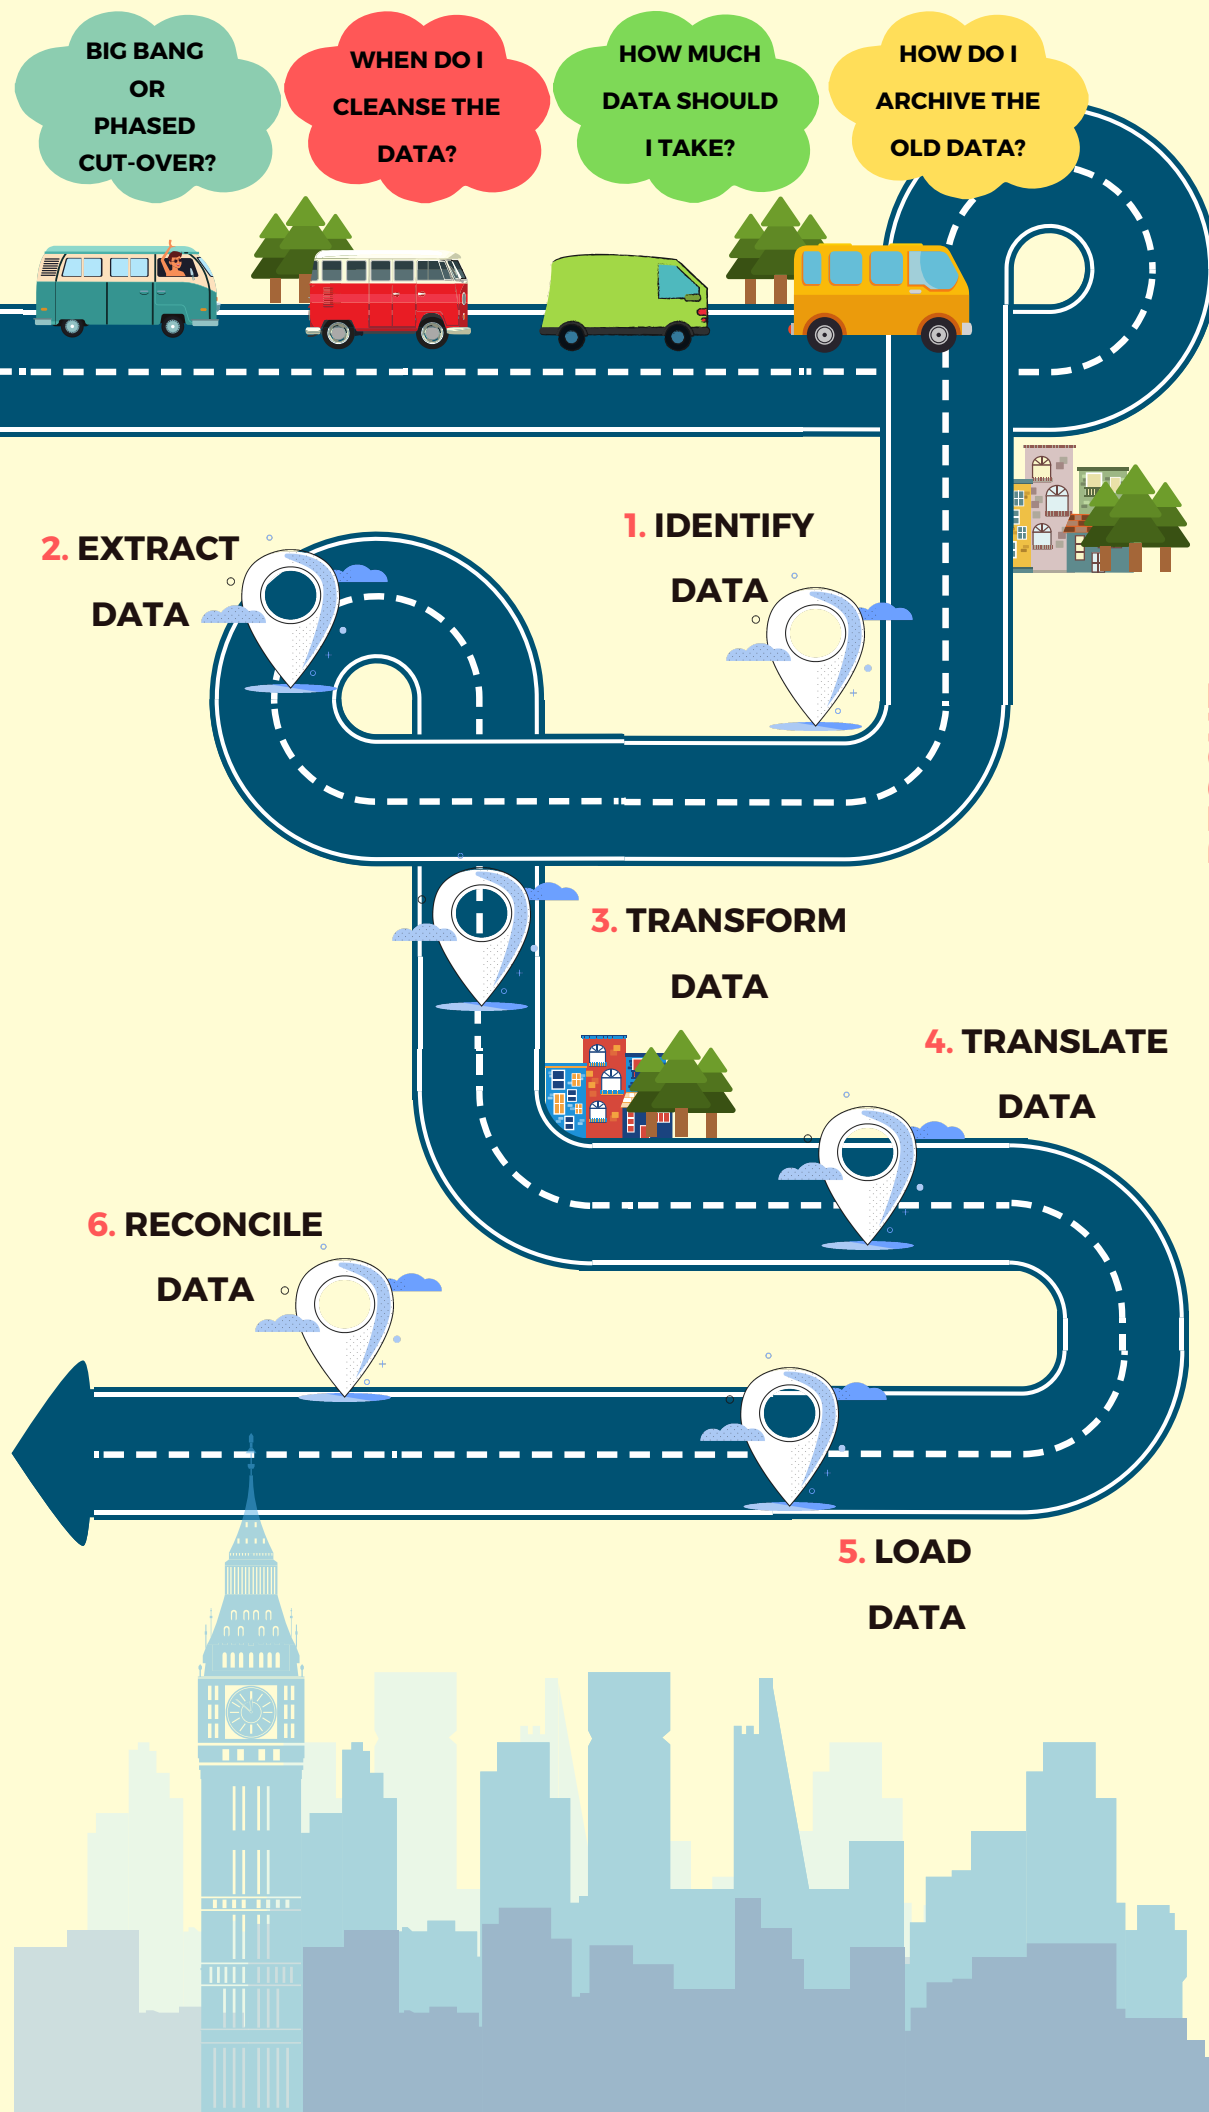 BIG BANG
OR
PHASED
CUT-OVER?
WHEN DO I
CLEANSE THE
DATA?
HOW MUCH
DATA SHOULD
I TAKE?
HOW DO I
ARCHIVE THE
OLD DATA?
1. IDENTIFY
DATA
2. EXTRACT
DATA
3. TRANSFORM
DATA
4. TRANSLATE
DATA
5. LOAD
DATA
6. RECONCILE
DATA